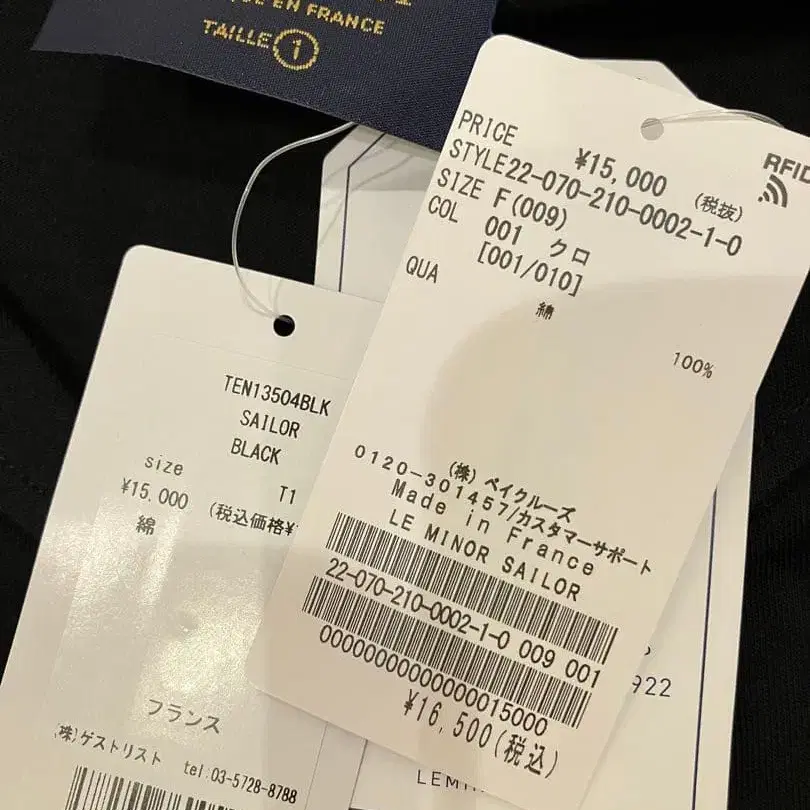 EN FRANCE
TAILLE 1
PRICE ¥15,000 (税抜)
RFID
STYLE22-070-210-0002-1-0
SIZE F(009)
COL 001 クロ
[001/010]
QUA
綿 100%
(株) ベイクルーズ
0120-301457/カスタマーサポート
Made in France
LE MINOR SAILOR
22-070-210-0002-1-0 009 001
00000000000000015000
¥16,500(税込)
TEN13504BLK
SAILOR
BLACK
size T1
¥15.000 (税込価格¥
綿
フランス
(株)ゲストリスト tel:03-5728-8788
922